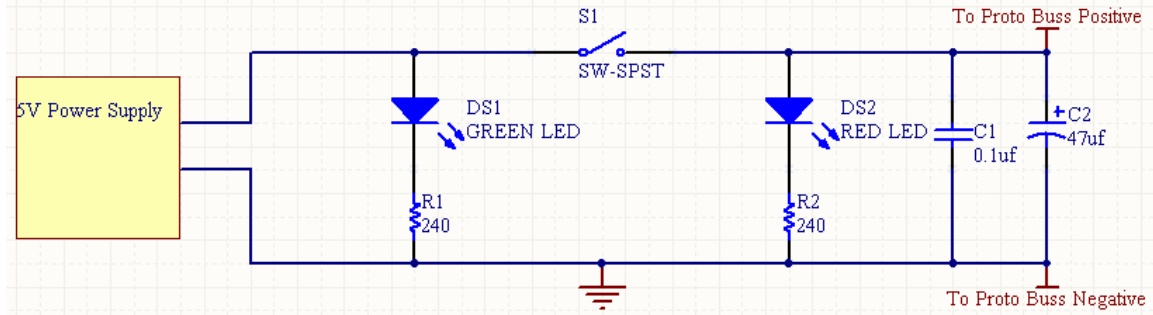 S1
To Proto Buss Positive
SW-SPST
5V Power Supply
DS1
GREEN LED
DS2
RED LED
C1
0.1uf
+
C2
47uf
R1
240
R2
240
To Proto Buss Negative